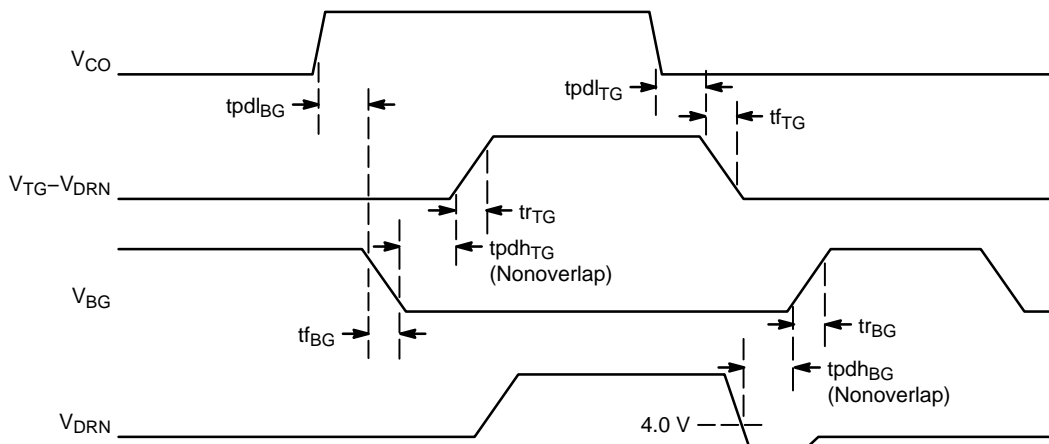 V_CO
tpdl_BG
tpdl_TG
tf_TG
V_TG–V_DRN
tr_TG
tpdh_TG
(Nonoverlap)
V_BG
tf_BG
tr_BG
tpdh_BG
(Nonoverlap)
4.0 V
V_DRN